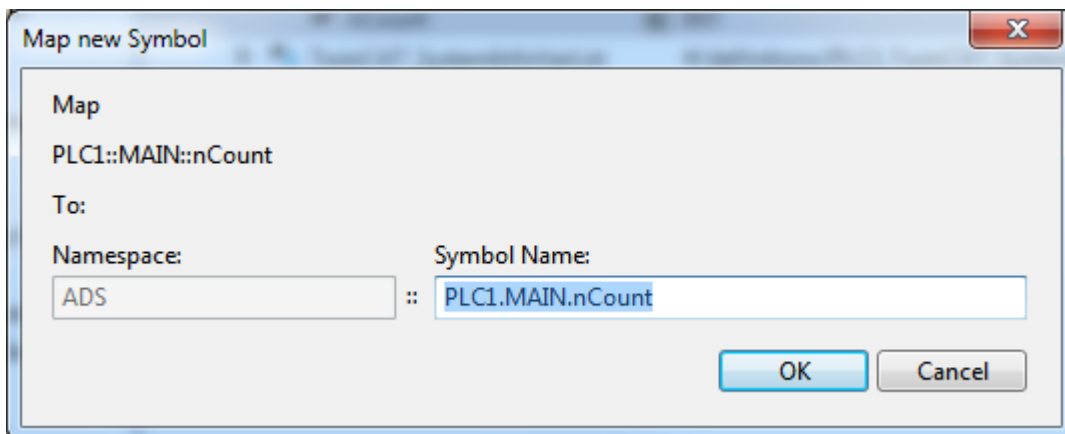 Map new Symbol
Map
PLC1::MAIN::nCount
To:
Namespace: Symbol Name:
ADS :: PLC1.MAIN.nCount
OK Cancel